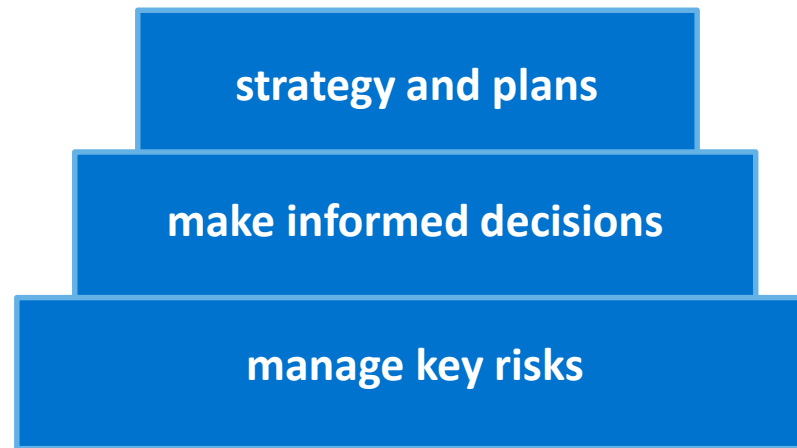 strategy and plans
make informed decisions
manage key risks